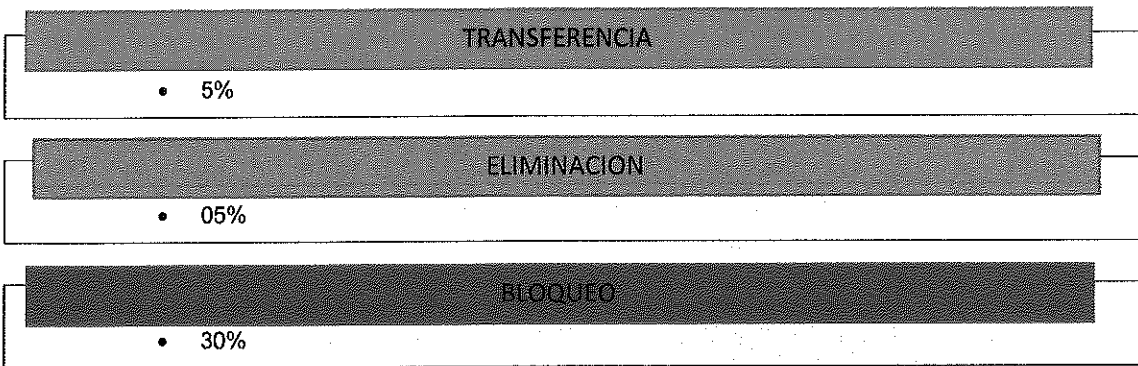 TRANSFERENCIA
• 5%
ELIMINACION
• 05%
BLOQUEO
• 30%